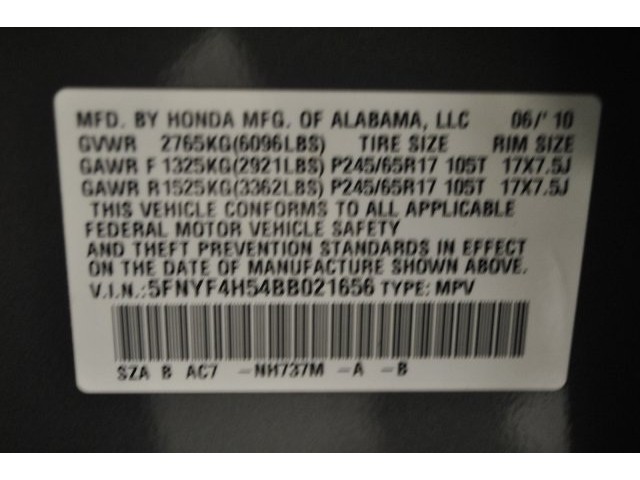 MFD. BY HONDA MFG. OF ALABAMA, LLC 06/'10
GVWR 2765KG(6096LBS) TIRE SIZE RIM SIZE
GAWR F 1325KG(2921LBS) P245/65R17 105T 17X7.5J
GAWR R1525KG(3362LBS) P245/65R17 105T 17X7.5J
THIS VEHICLE CONFORMS TO ALL APPLICABLE
FEDERAL MOTOR VEHICLE SAFETY
AND THEFT PREVENTION STANDARDS IN EFFECT
ON THE DATE OF MANUFACTURE SHOWN ABOVE.
V.I.N.:5FNYF4H54BB021656 TYPE: MPV
SZA B AC7 -NH737M -A -B